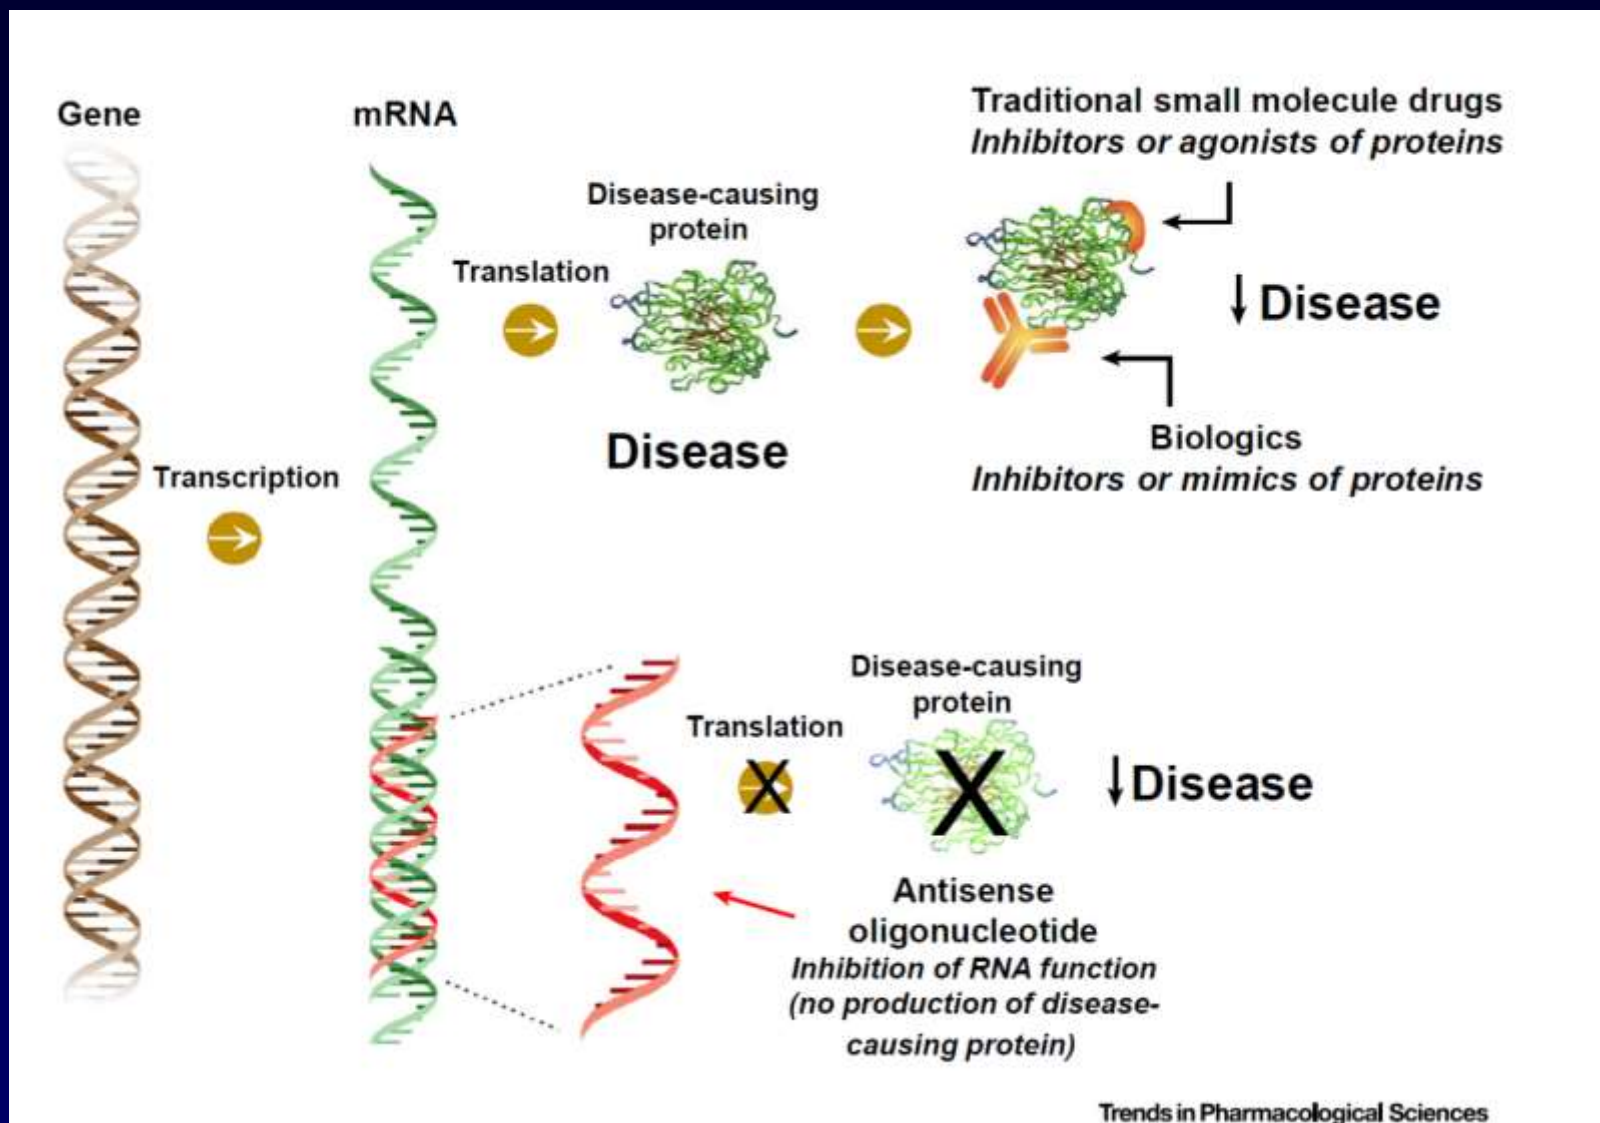 Gene
mRNA
Transcription
Translation
Disease-causing
protein
Disease
Traditional small molecule drugs
Inhibitors or agonists of proteins
↓ Disease
Biologics
Inhibitors or mimics of proteins
Translation
X
Disease-causing
protein
X
↓ Disease
Antisense
oligonucleotide
Inhibition of RNA function
(no production of disease-
causing protein)
Trends in Pharmacological Sciences